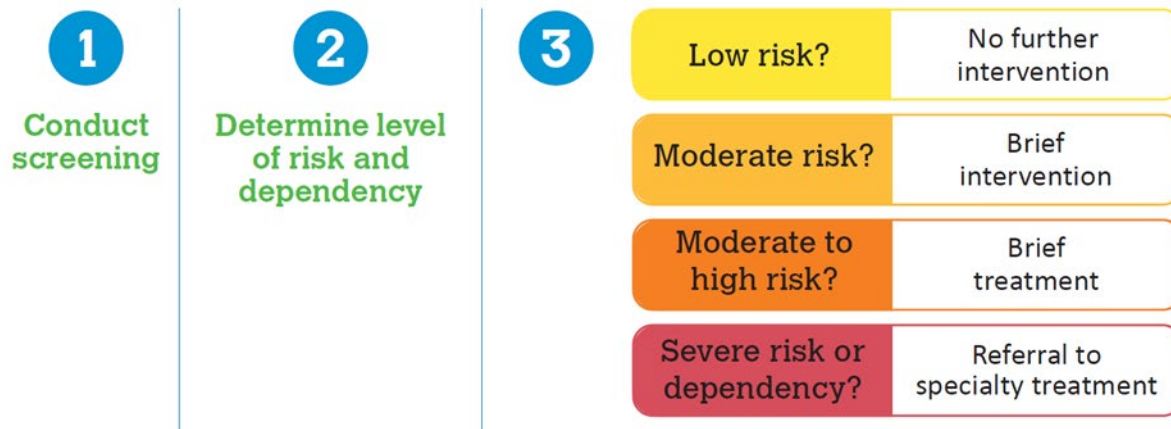 1
Conduct
screening
2
Determine level
of risk and
dependency
3
Low risk?
No further
intervention
Moderate risk?
Brief
intervention
Moderate to
high risk?
Brief
treatment
Severe risk or
dependency?
Referral to
specialty treatment